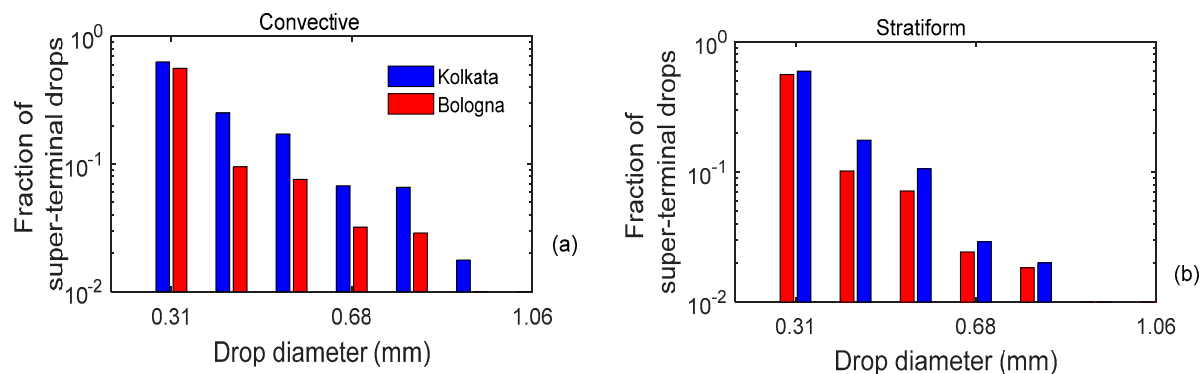 Convective
Fraction of
super-terminal drops
10^0
10^-1
10^-2
Kolkata
Bologna
(a)
0.31
0.68
1.06
Drop diameter (mm)
Stratiform
Fraction of
super-terminal drops
10^0
10^-1
10^-2
(b)
0.31
0.68
1.06
Drop diameter (mm)